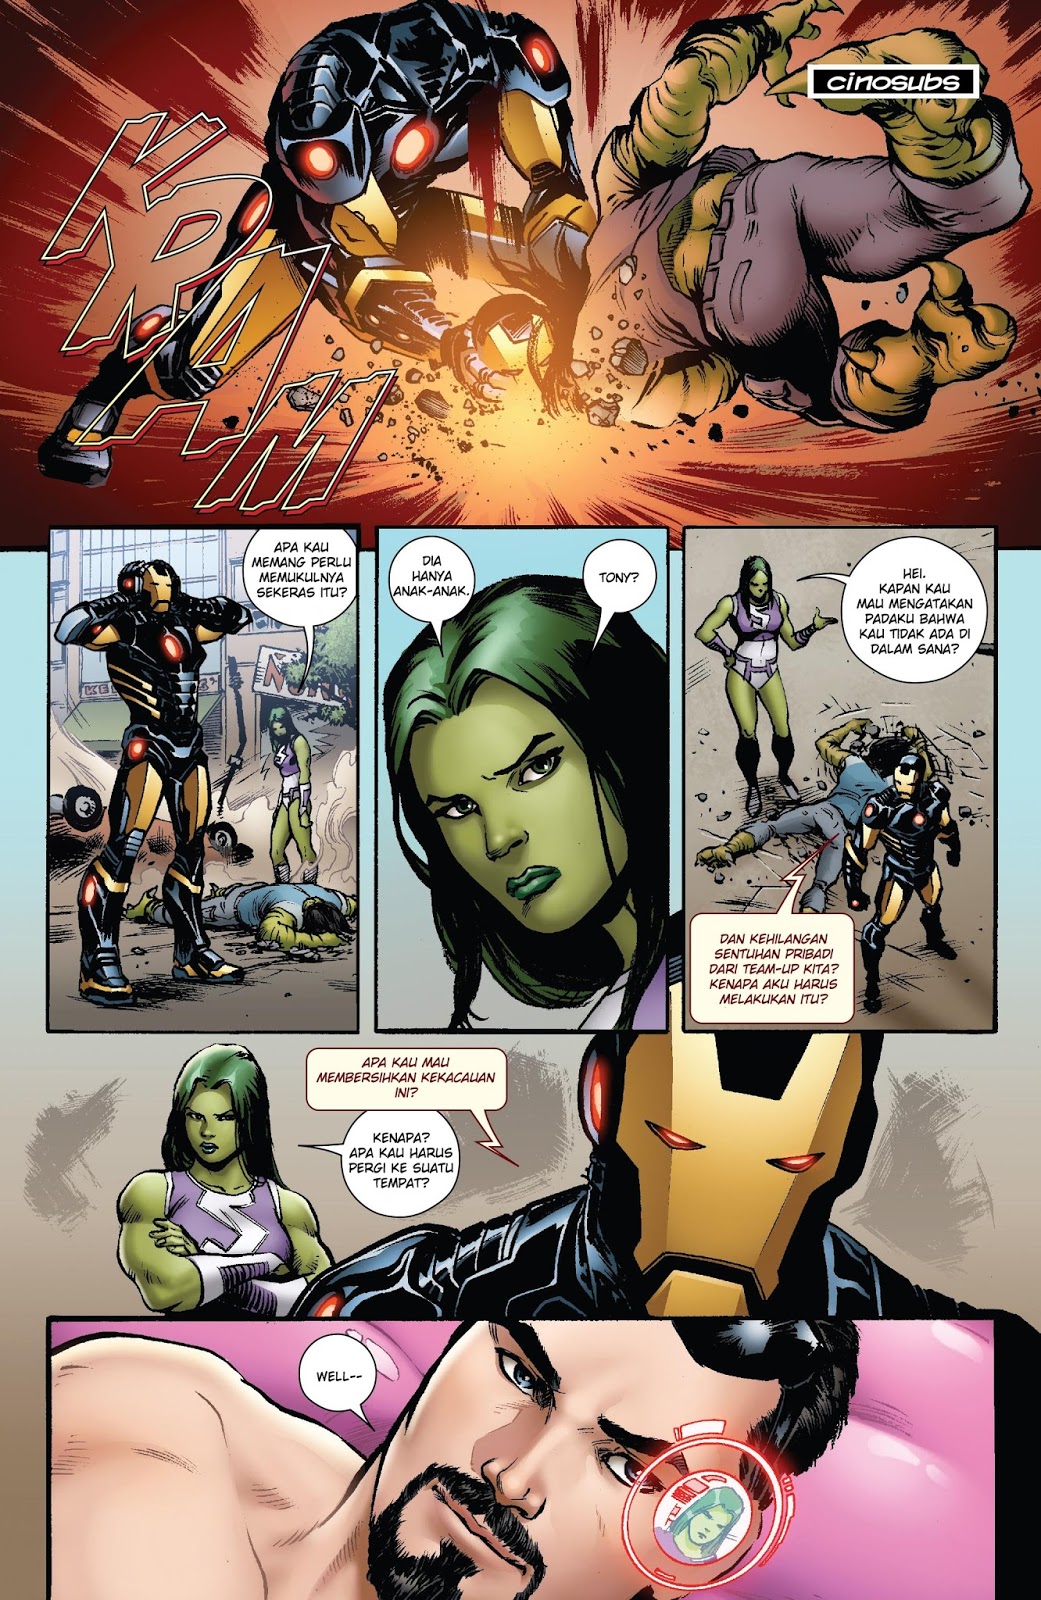 cinosubs
KRAAMM
APA KAU
MEMANG PERLU
MEMUKULNYA
SEKERAS ITU?
DIA
HANYA
ANAK-ANAK.
TONY?
HEI.
KAPAN KAU
MAU MENGATAKAN
PADAKU BAHWA
KAU TIDAK ADA DI
DALAM SANA?
DAN KEHILANGAN
SENTUHAN PRIBADI
DARI TEAM-UP KITA?
KENAPA AKU HARUS
MELAKUKAN ITU?
APA KAU MAU
MEMBERSIHKAN KEKACAUAN
INI?
KENAPA?
APA KAU HARUS
PERGI KE SUATU
TEMPAT?
WELL--